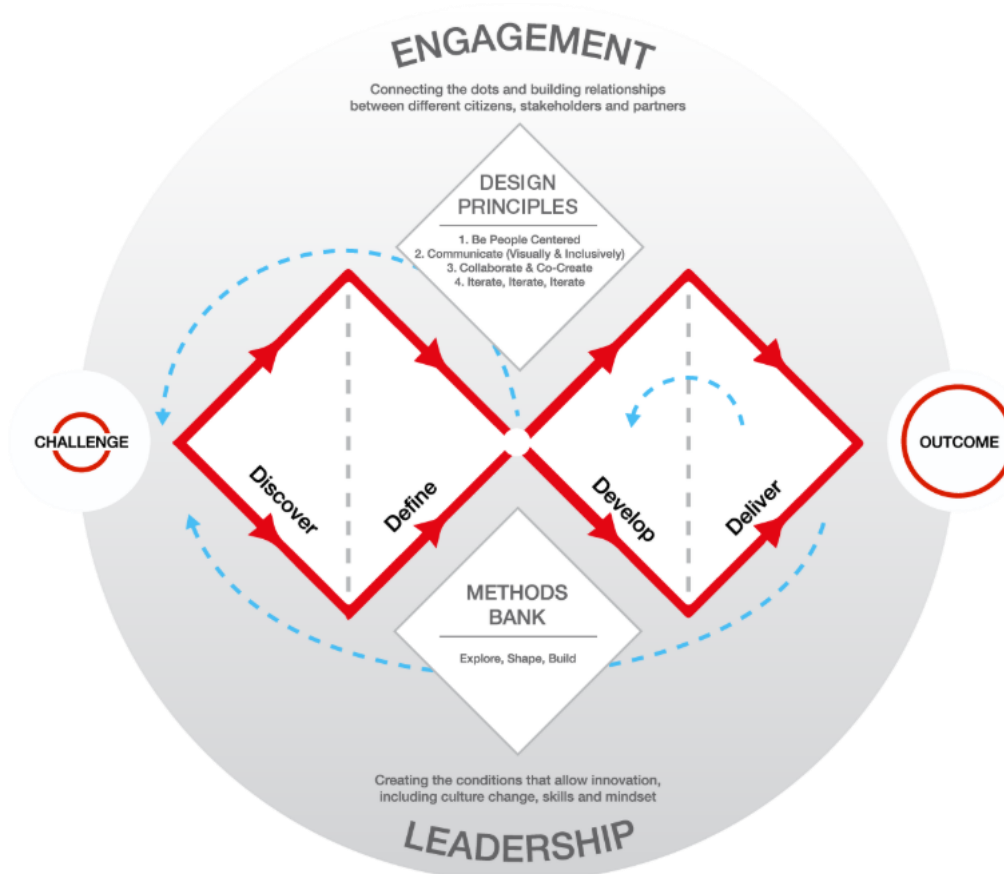 ENGAGEMENT
Connecting the dots and building relationships
between different citizens, stakeholders and partners
DESIGN
PRINCIPLES
1. Be People Centered
2. Communicate (Visually & Inclusively)
3. Collaborate & Co-Create
4. Iterate, Iterate, Iterate
CHALLENGE
Discover
Define
Develop
Deliver
OUTCOME
METHODS
BANK
Explore, Shape, Build
Creating the conditions that allow innovation,
including culture change, skills and mindset
LEADERSHIP